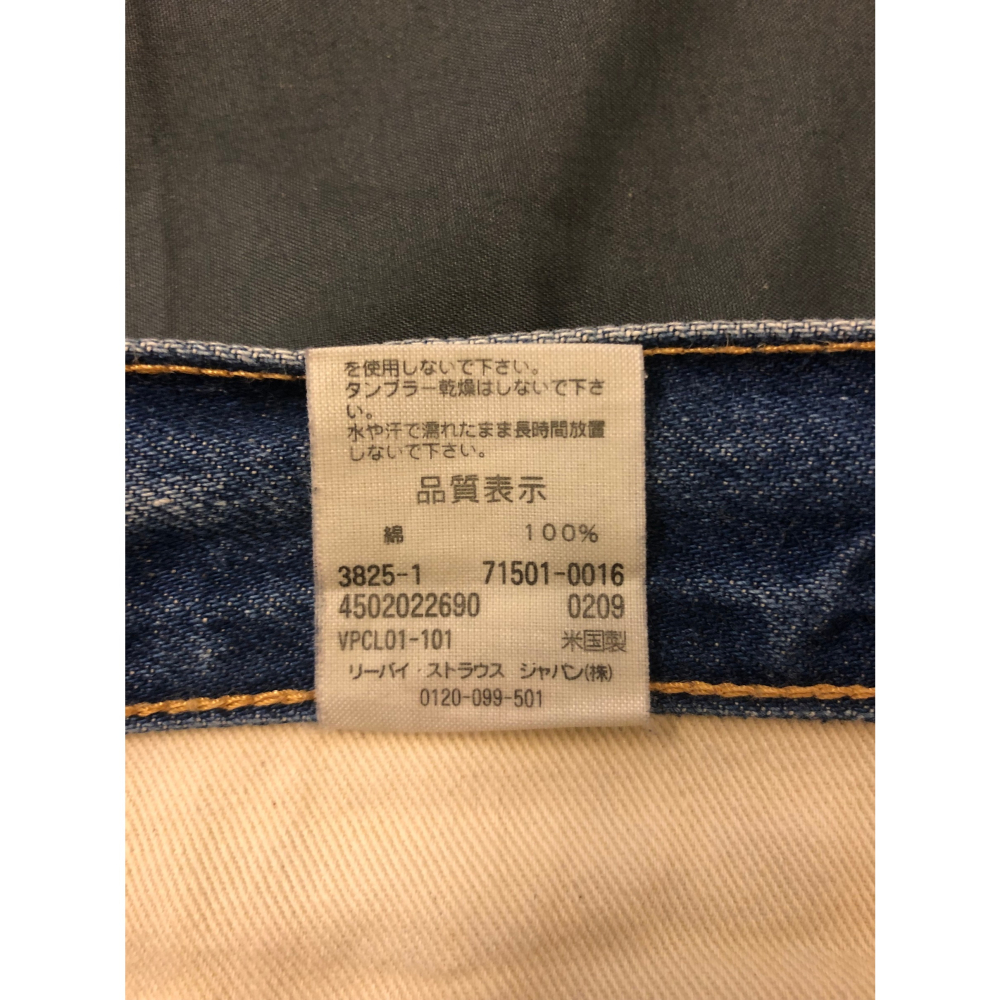 を使用しないで下さい。
タンブラー乾燥はしないで下さ
い。
水や汗で濡れたまま長時間放置
しないで下さい。
品質表示
綿 100%
3825-1 71501-0016
4502022690 0209
VPCL01-101 米国製
リーバイ・ストラウス ジャパン(株)
0120-099-501